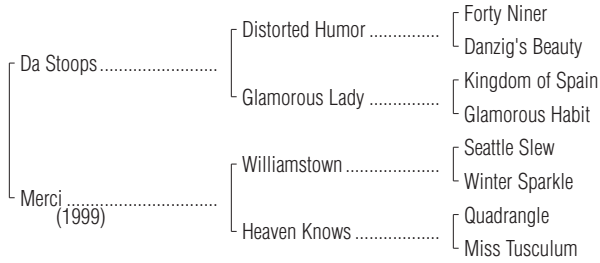 Forty Niner
Distorted Humor ................
Danzig's Beauty
Da Stoops...........................
Kingdom of Spain
Glamorous Lady ................
Glamorous Habit
Seattle Slew
Williamstown ......................
Winter Sparkle
Merci ...................................
(1999)
Quadrangle
Heaven Knows ...................
Miss Tusculum